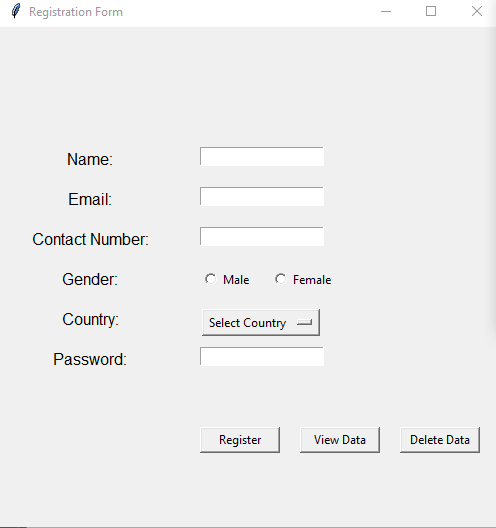 Registration Form
Name:
Email:
Contact Number:
Gender: Male Female
Country: Select Country
Password:
Register View Data Delete Data